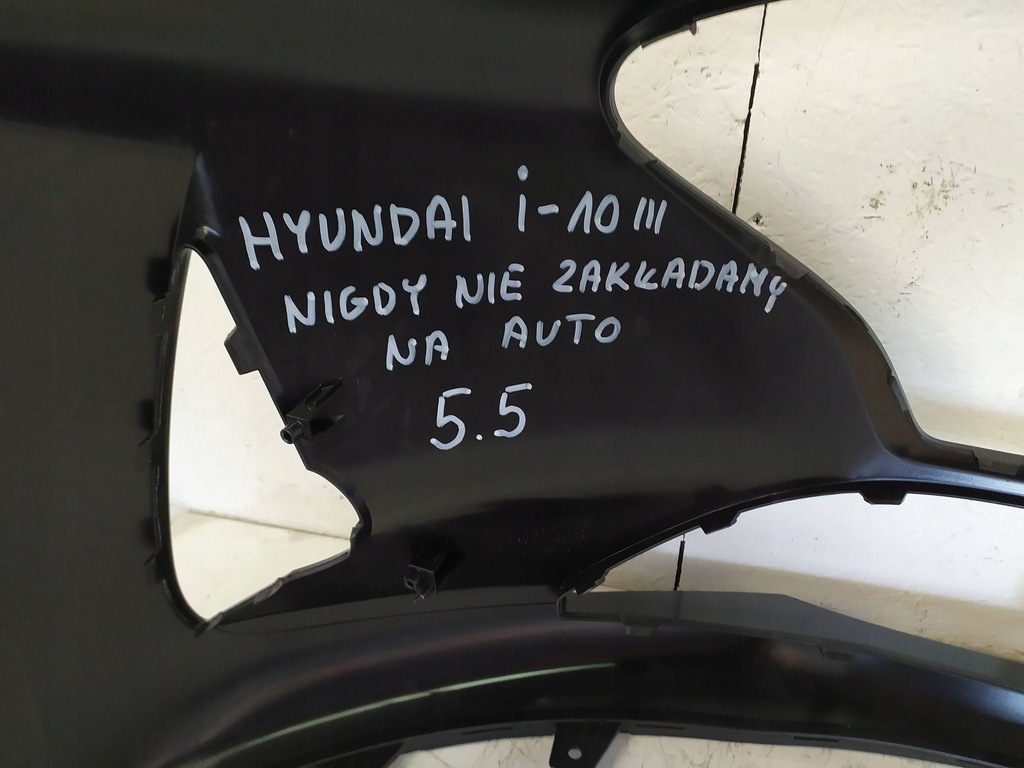 HYUNDAI i-10 III
NIGDY NIE ZAKŁADANY
NA AUTO
5.5